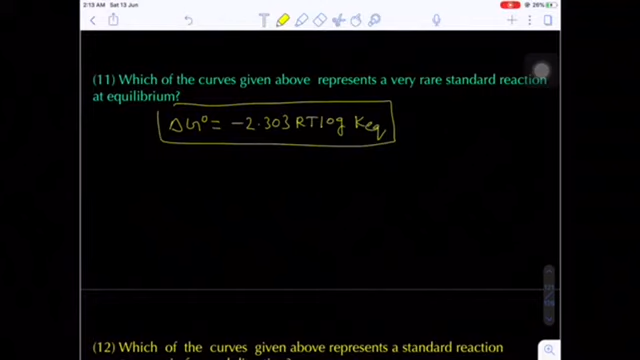 2:13 AM Sat 13 Jun
26%
(11) Which of the curves given above represents a very rare standard reaction
at equilibrium?
ΔG° = -2.303 RT log Keq
(12) Which of the curves given above represents a standard reaction